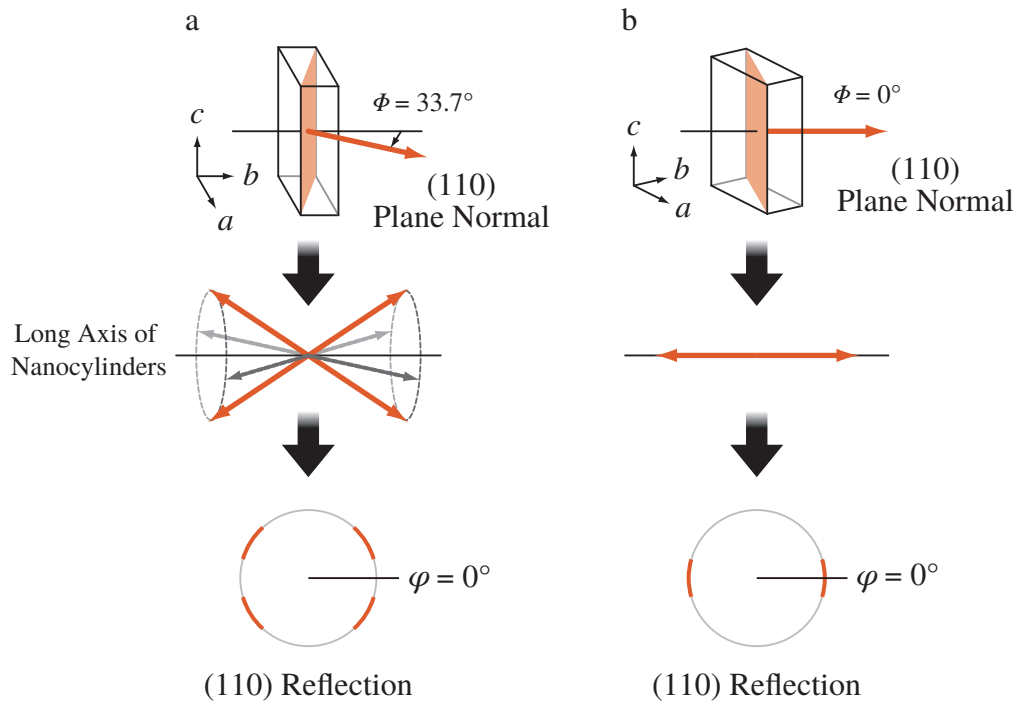 a
Φ = 33.7°
c
b
a
(110)
Plane Normal
Long Axis of
Nanocylinders
φ = 0°
(110) Reflection
b
Φ = 0°
c
b
a
(110)
Plane Normal
φ = 0°
(110) Reflection